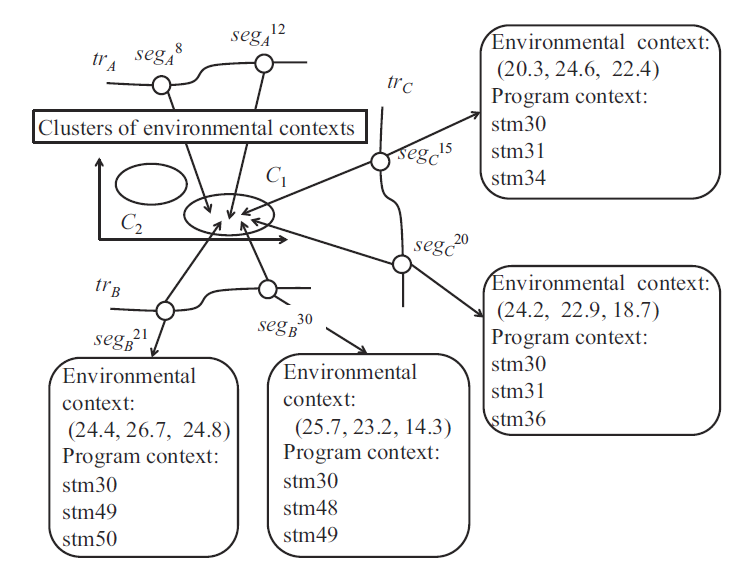 tr_A seg_A^8 seg_A^12
Clusters of environmental contexts
C_1
C_2
tr_C
seg_C^15
seg_C^20
Environmental context:
(20.3, 24.6, 22.4)
Program context:
stm30
stm31
stm34
Environmental context:
(24.2, 22.9, 18.7)
Program context:
stm30
stm31
stm36
tr_B
seg_B^21
seg_B^30
Environmental
context:
(24.4, 26.7, 24.8)
Program context:
stm30
stm49
stm50
Environmental
context:
(25.7, 23.2, 14.3)
Program context:
stm30
stm48
stm49